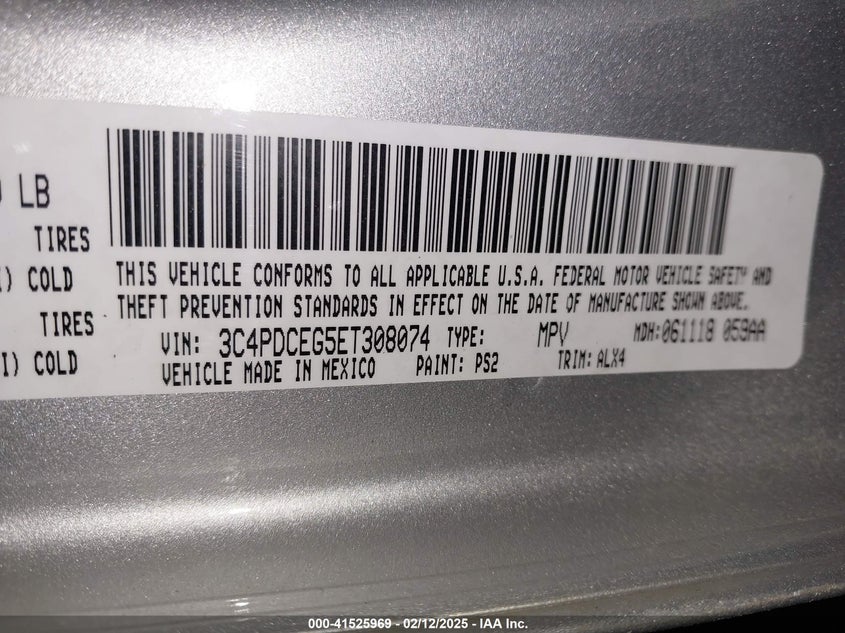 LB
TIRES
COLD
THIS VEHICLE CONFORMS TO ALL APPLICABLE U.S.A. FEDERAL MOTOR VEHICLE SAFETY AND
THEFT PREVENTION STANDARDS IN EFFECT ON THE DATE OF MANUFACTURE SHOWN ABOVE.
TIRES
VIN: 3C4PDCEG5ET308074 TYPE: MPV MDH:061118 059AA
I) COLD
VEHICLE MADE IN MEXICO PAINT: PS2 TRIM: ALX4
000-41525969 - 02/12/2025 - IAA Inc.